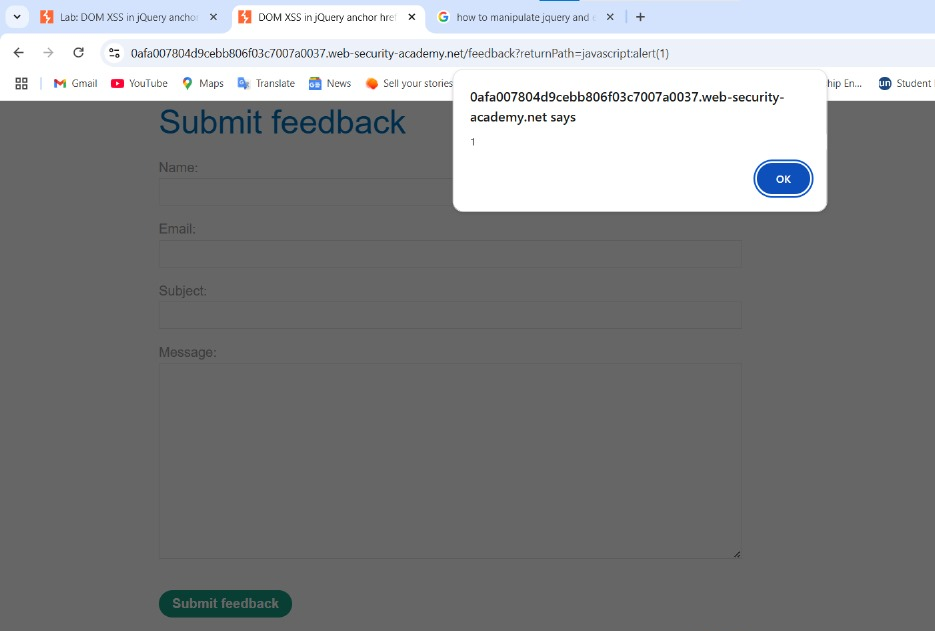 Lab: DOM XSS in jQuery anchor
DOM XSS in jQuery anchor href
how to manipulate jquery and
0afa007804d9cebb806f03c7007a0037.web-security-academy.net/feedback?returnPath=javascript:alert(1)
Gmail
YouTube
Maps
Translate
News
Sell your stories
hip En...
un
Student
0afa007804d9cebb806f03c7007a0037.web-security-
academy.net says
1
OK
Submit feedback
Name:
Email:
Subject:
Message:
Submit feedback